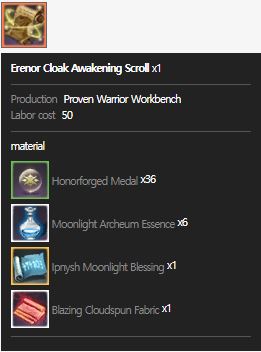 Erenor Cloak Awakening Scroll x1
Production Proven Warrior Workbench
Labor cost 50
material
Honorforged Medal x36
Moonlight Archeum Essence x6
Ipnysh Moonlight Blessing x1
Blazing Cloudspun Fabric x1